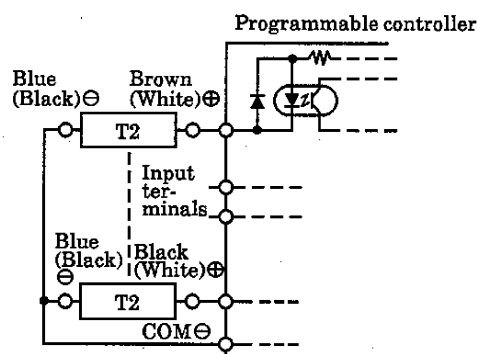 Programmable controller
Blue
(Black)⊖
Brown
(White)⊕
T2
Input
ter-
minals
Blue
(Black)
⊖
Black
(White)⊕
T2
COM⊖